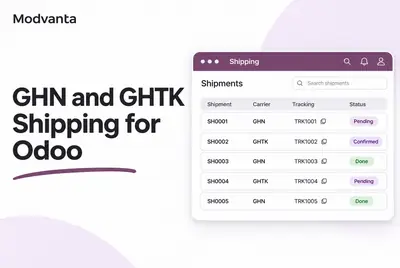 Modvanta
GHN and GHTK
Shipping for
Odoo
Shipping
Shipments
Search shipments
Shipment Carrier Tracking Status
SH0001 GHN TRK1001 Pending
SH0002 GHTK TRK1002 Confirmed
SH0003 GHN TRK1003 Done
SH0004 GHTK TRK1004 Pending
SH0005 GHN TRK1005 Done